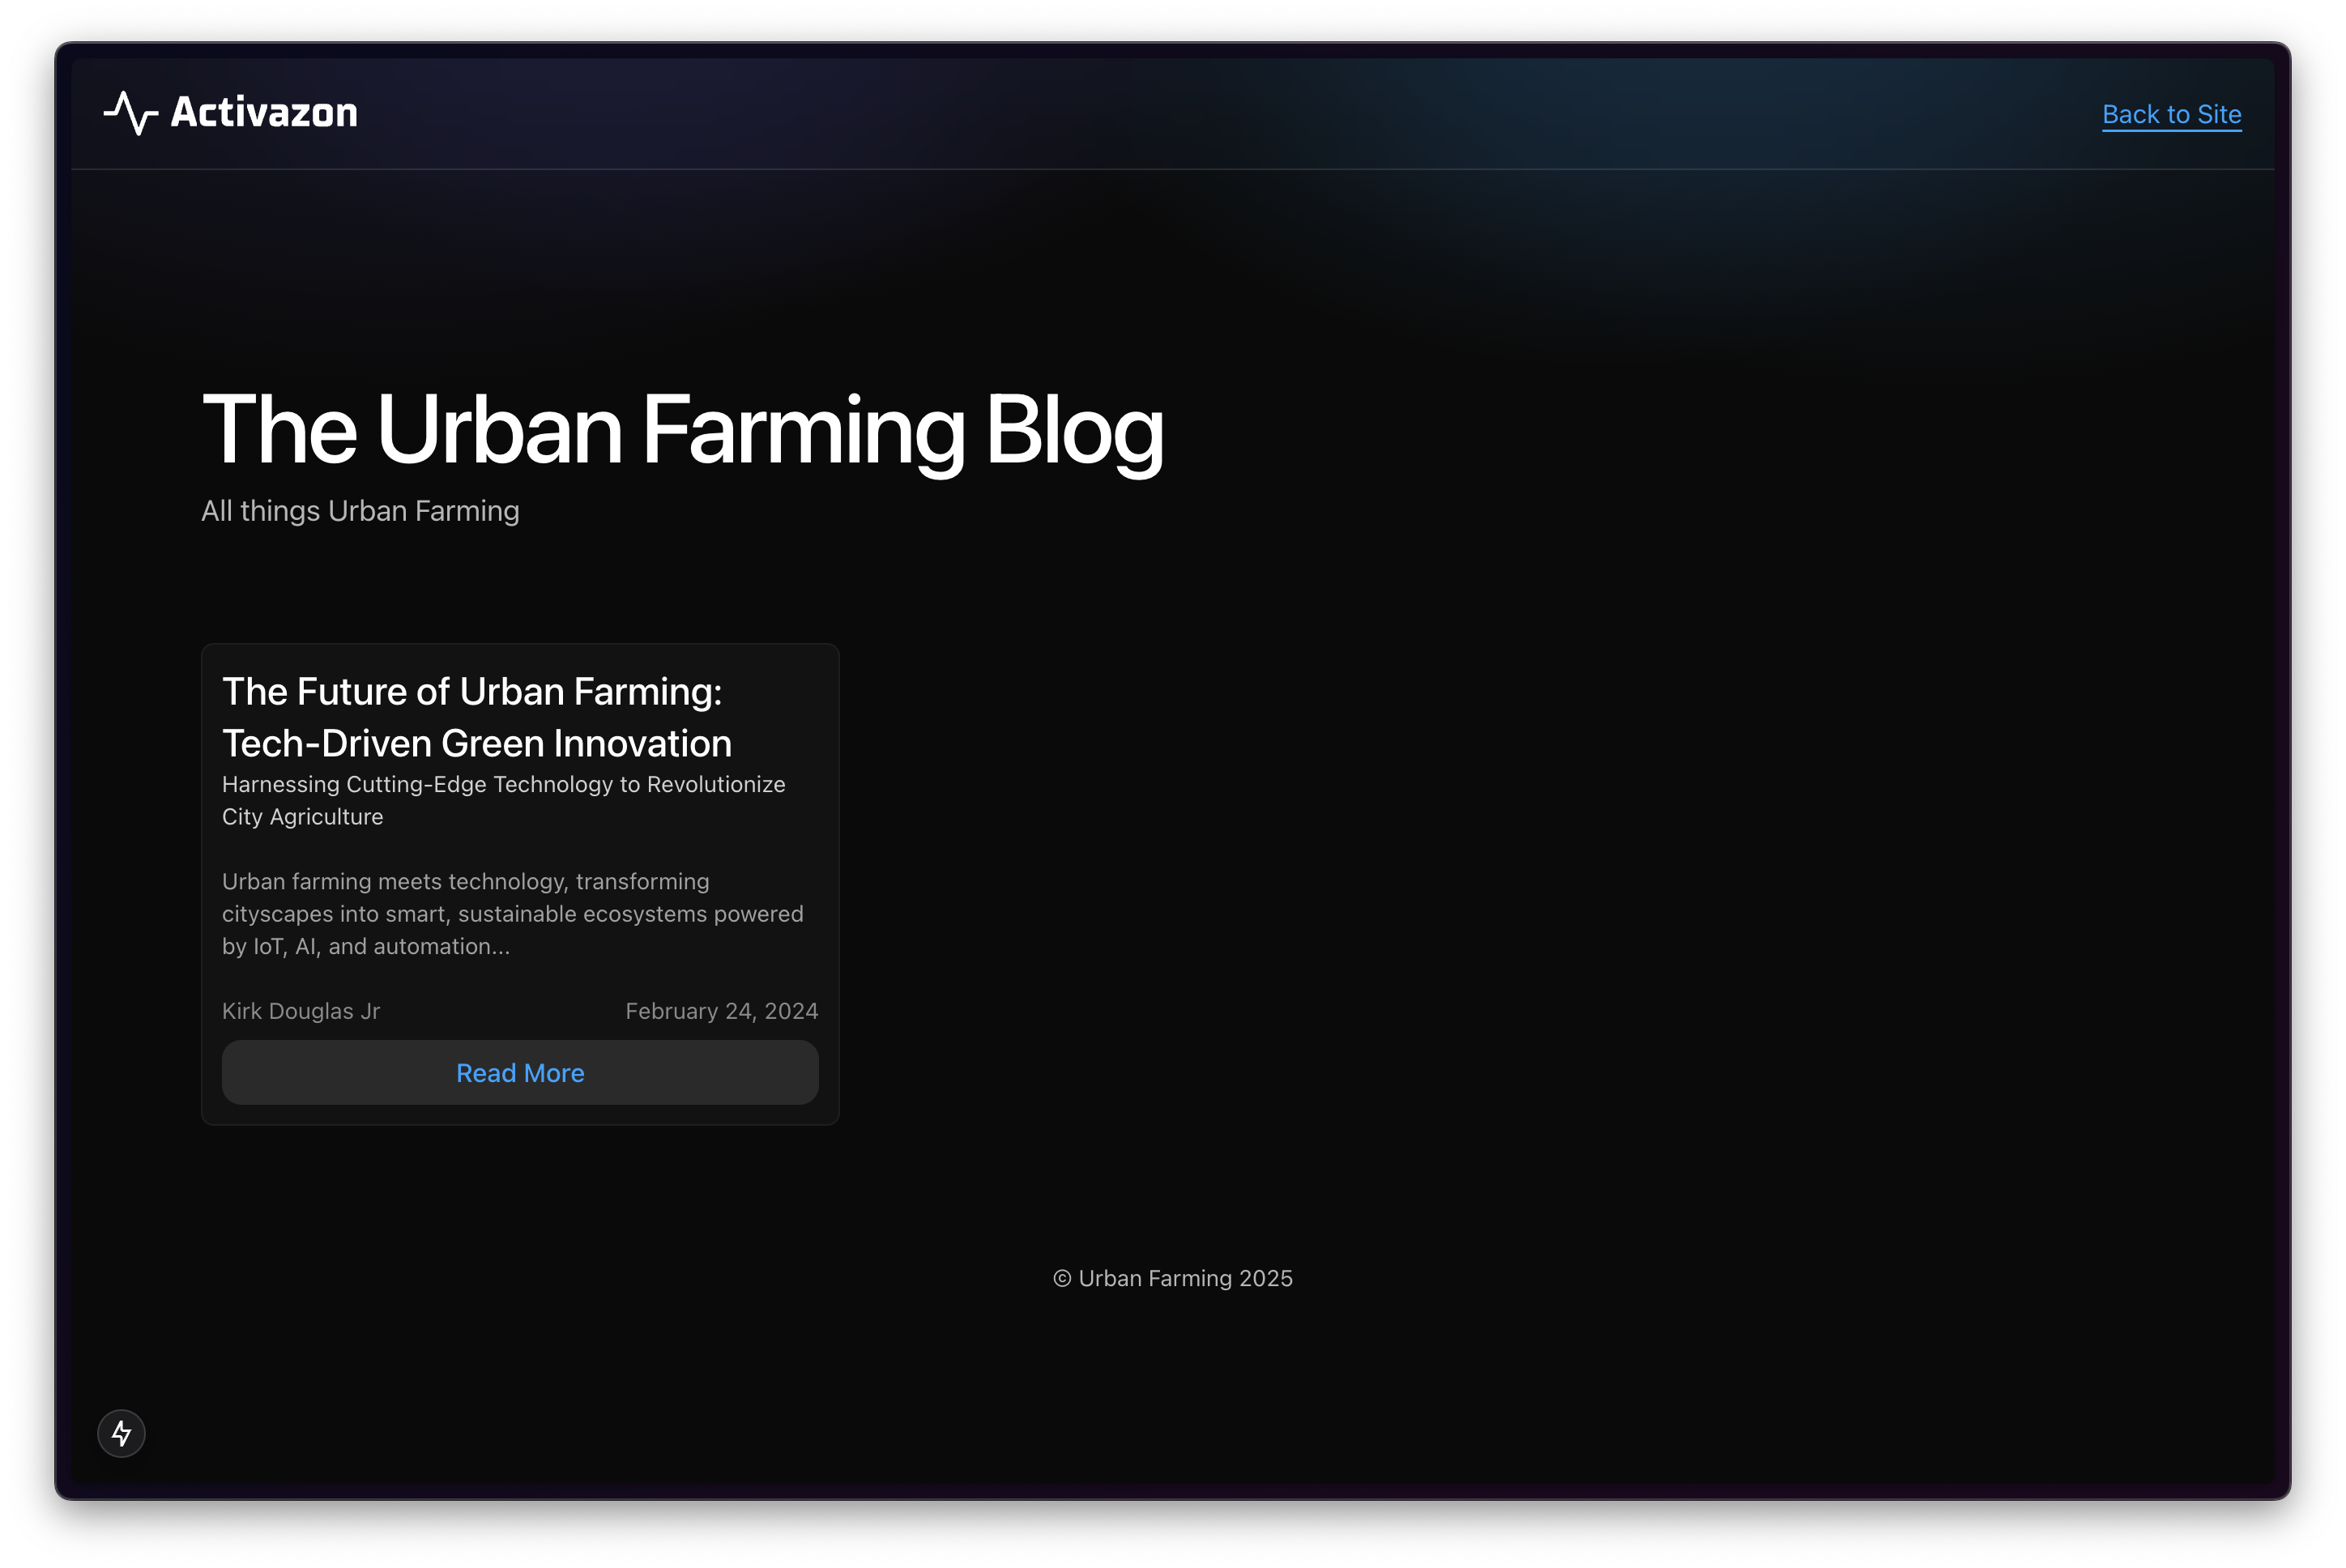 Activazon
Back to Site
The Urban Farming Blog
All things Urban Farming
The Future of Urban Farming:
Tech-Driven Green Innovation
Harnessing Cutting-Edge Technology to Revolutionize
City Agriculture
Urban farming meets technology, transforming
cityscapes into smart, sustainable ecosystems powered
by IoT, AI, and automation...
Kirk Douglas Jr
February 24, 2024
Read More
© Urban Farming 2025